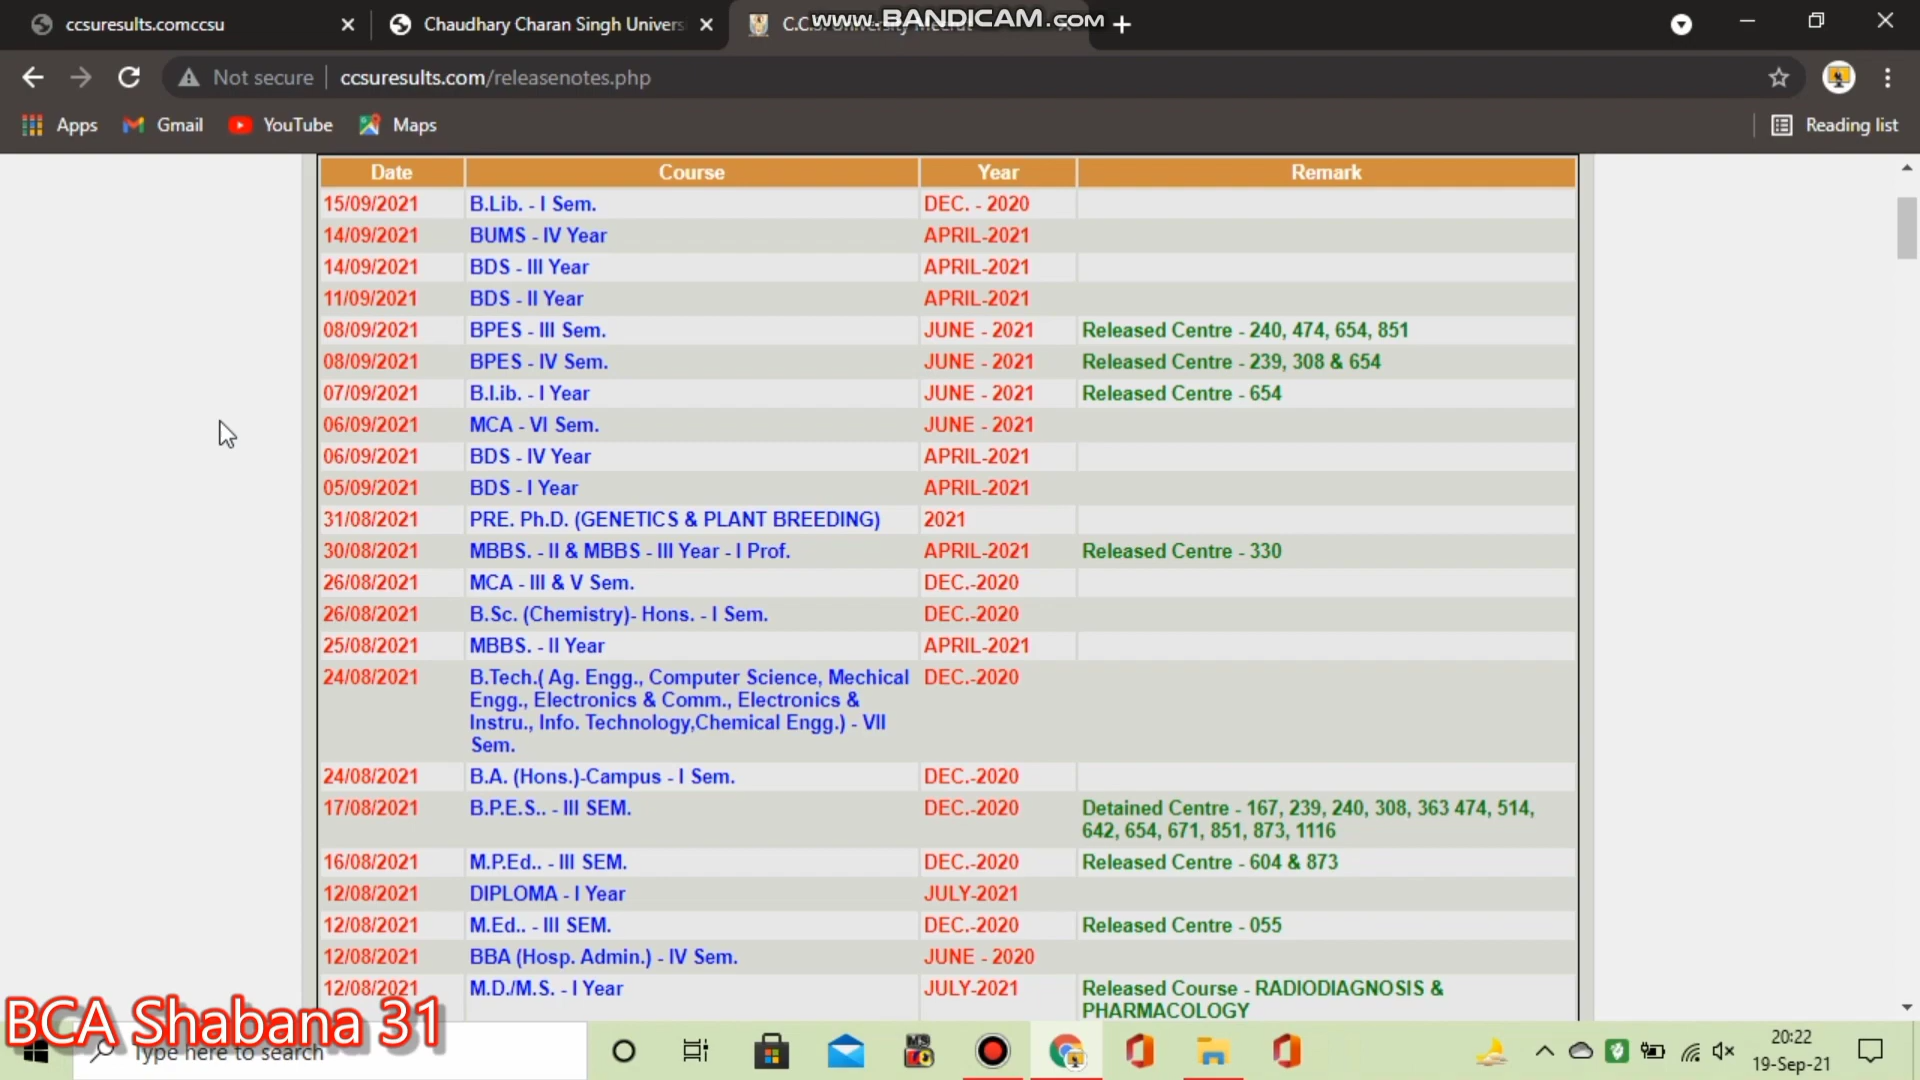 ccsuresults.comccsu
Chaudhary Charan Singh Univers
C.C.S. University Meerut
www.BANDICAM.com
Not secure
ccsuresults.com/releasenotes.php
Apps
Gmail
YouTube
Maps
Reading list
Date Course Year Remark
15/09/2021 B.Lib. - I Sem. DEC. - 2020
14/09/2021 BUMS - IV Year APRIL-2021
14/09/2021 BDS - III Year APRIL-2021
11/09/2021 BDS - II Year APRIL-2021
08/09/2021 BPES - III Sem. JUNE - 2021 Released Centre - 240, 474, 654, 851
08/09/2021 BPES - IV Sem. JUNE - 2021 Released Centre - 239, 308 & 654
07/09/2021 B.I.ib. - I Year JUNE - 2021 Released Centre - 654
06/09/2021 MCA - VI Sem. JUNE - 2021
06/09/2021 BDS - IV Year APRIL-2021
05/09/2021 BDS - I Year APRIL-2021
31/08/2021 PRE. Ph.D. (GENETICS & PLANT BREEDING) 2021
30/08/2021 MBBS. - II & MBBS - III Year - I Prof. APRIL-2021 Released Centre - 330
26/08/2021 MCA - III & V Sem. DEC.-2020
26/08/2021 B.Sc. (Chemistry)- Hons. - I Sem. DEC.-2020
25/08/2021 MBBS. - II Year APRIL-2021
24/08/2021 B.Tech.( Ag. Engg., Computer Science, Mechical DEC.-2020
Engg., Electronics & Comm., Electronics &
Instru., Info. Technology,Chemical Engg.) - VII
Sem.
24/08/2021 B.A. (Hons.)-Campus - I Sem. DEC.-2020
17/08/2021 B.P.E.S.. - III SEM. DEC.-2020 Detained Centre - 167, 239, 240, 308, 363 474, 514,
642, 654, 671, 851, 873, 1116
16/08/2021 M.P.Ed.. - III SEM. DEC.-2020 Released Centre - 604 & 873
12/08/2021 DIPLOMA - I Year JULY-2021
12/08/2021 M.Ed.. - III SEM. DEC.-2020 Released Centre - 055
12/08/2021 BBA (Hosp. Admin.) - IV Sem. JUNE - 2020
12/08/2021 M.D./M.S. - I Year JULY-2021 Released Course - RADIODIAGNOSIS &
PHARMACOLOGY
BCA Shabana 31
Type here to search
20:22
19-Sep-21